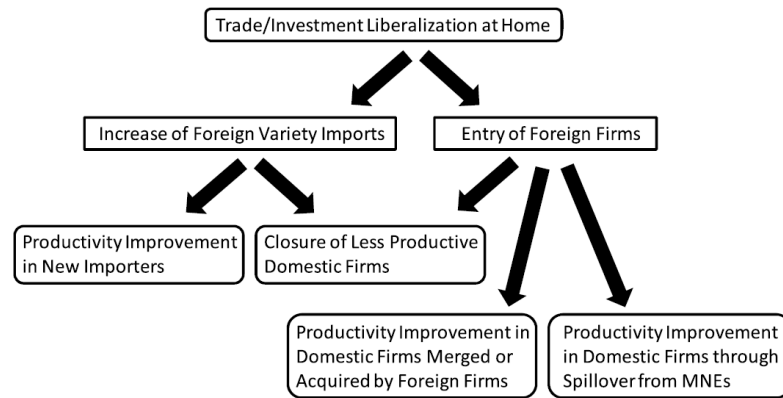 Trade/Investment Liberalization at Home
Increase of Foreign Variety Imports
Entry of Foreign Firms
Productivity Improvement
in New Importers
Closure of Less Productive
Domestic Firms
Productivity Improvement in
Domestic Firms Merged or
Acquired by Foreign Firms
Productivity Improvement
in Domestic Firms through
Spillover from MNEs